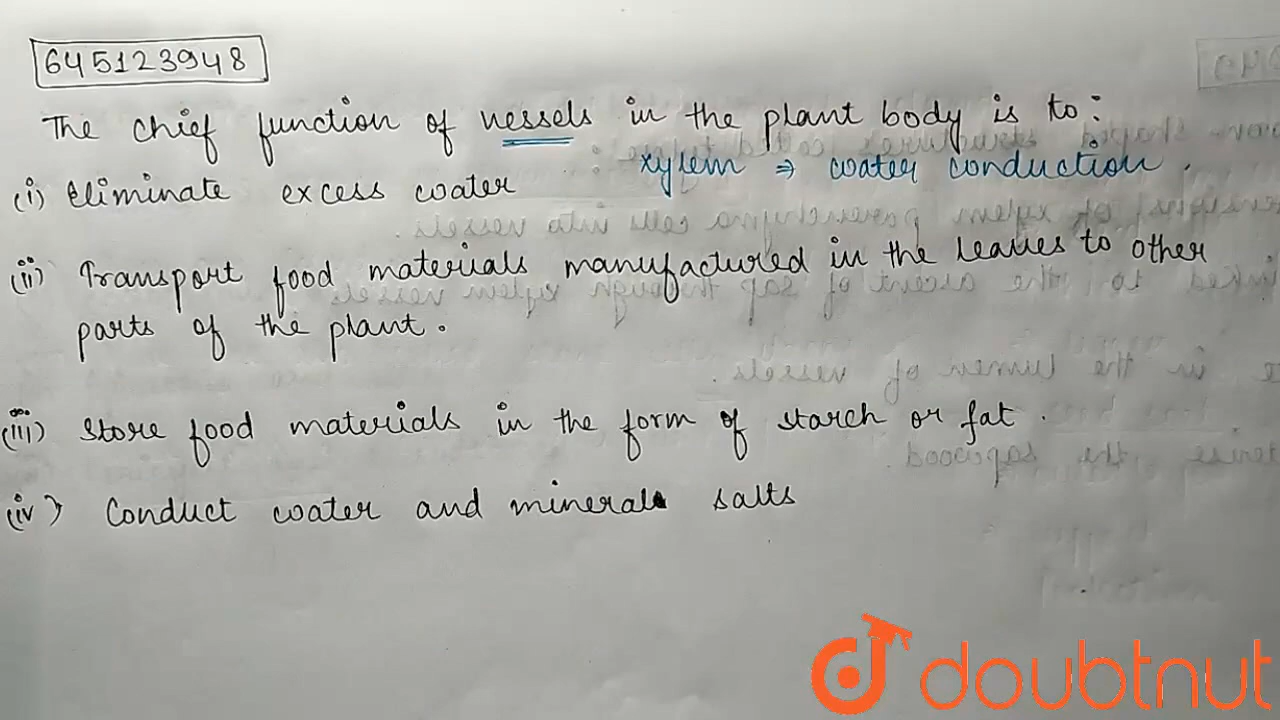 645123948
The chief function of vessels in the plant body is to:
xylem ⇒ water conduction.
(i) Eliminate excess water
(ii) Transport food materials manufactured in the leaves to other
parts of the plant.
(iii) Store food materials in the form of starch or fat.
(iv) Conduct water and mineral salts
doubtnut